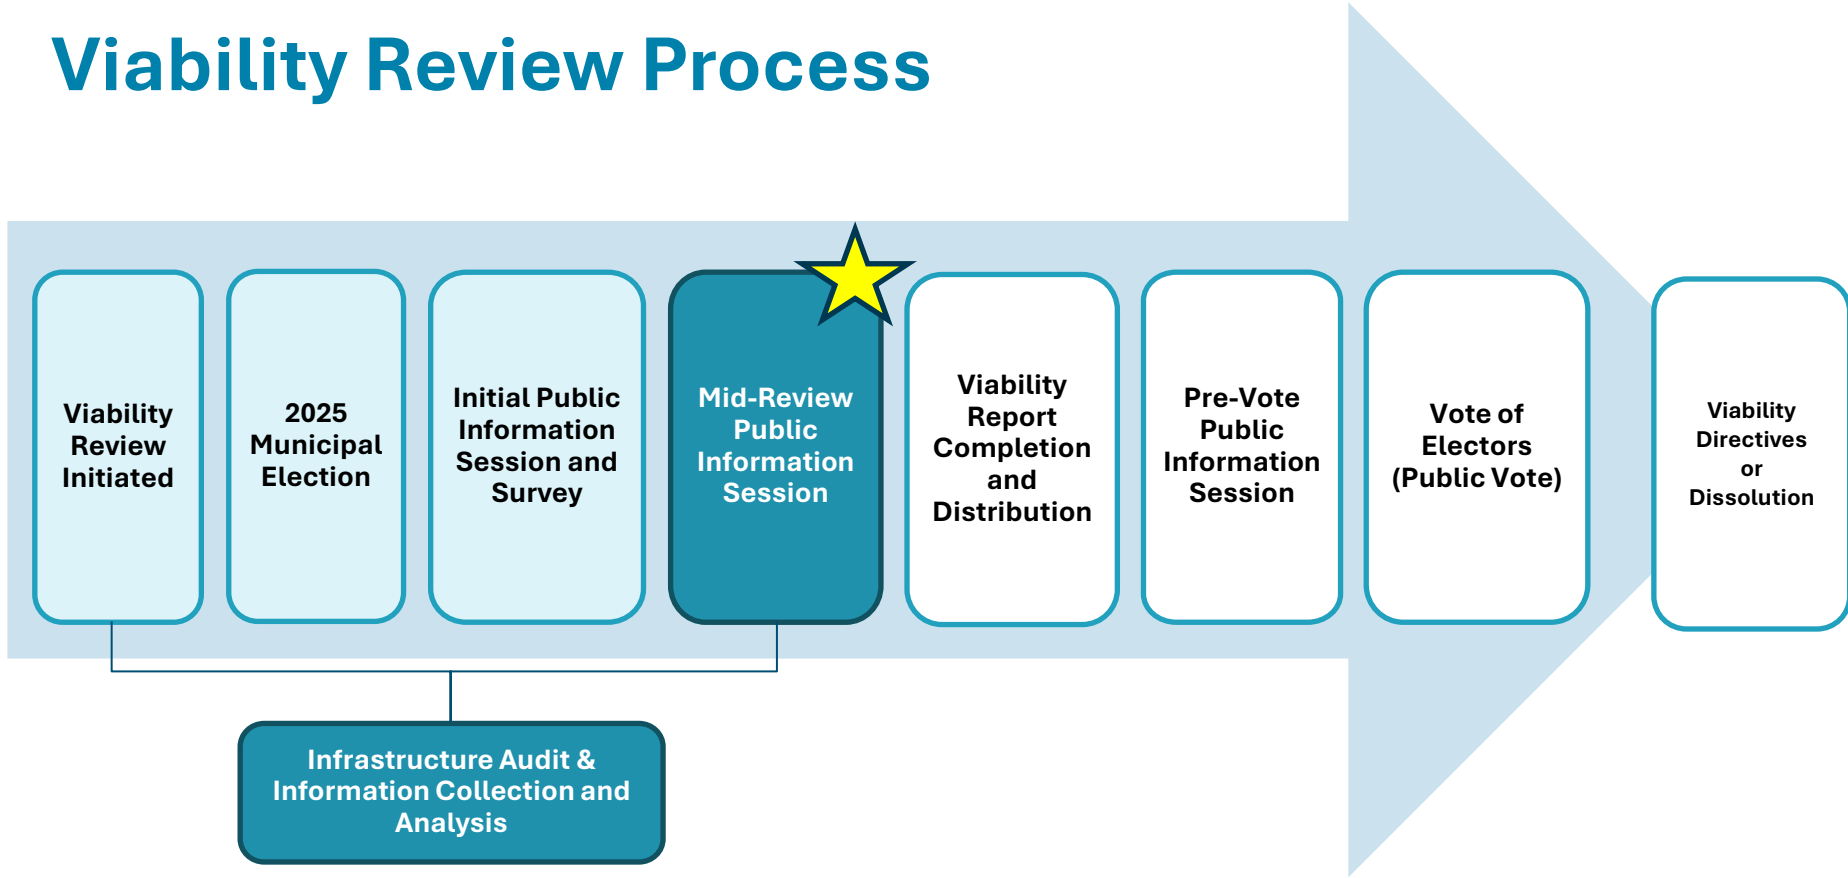 Viability Review Process
Viability
Review
Initiated
2025
Municipal
Election
Initial Public
Information
Session and
Survey
Mid-Review
Public
Information
Session
Viability
Report
Completion
and
Distribution
Pre-Vote
Public
Information
Session
Vote of
Electors
(Public Vote)
Viability
Directives
or
Dissolution
Infrastructure Audit &
Information Collection and
Analysis